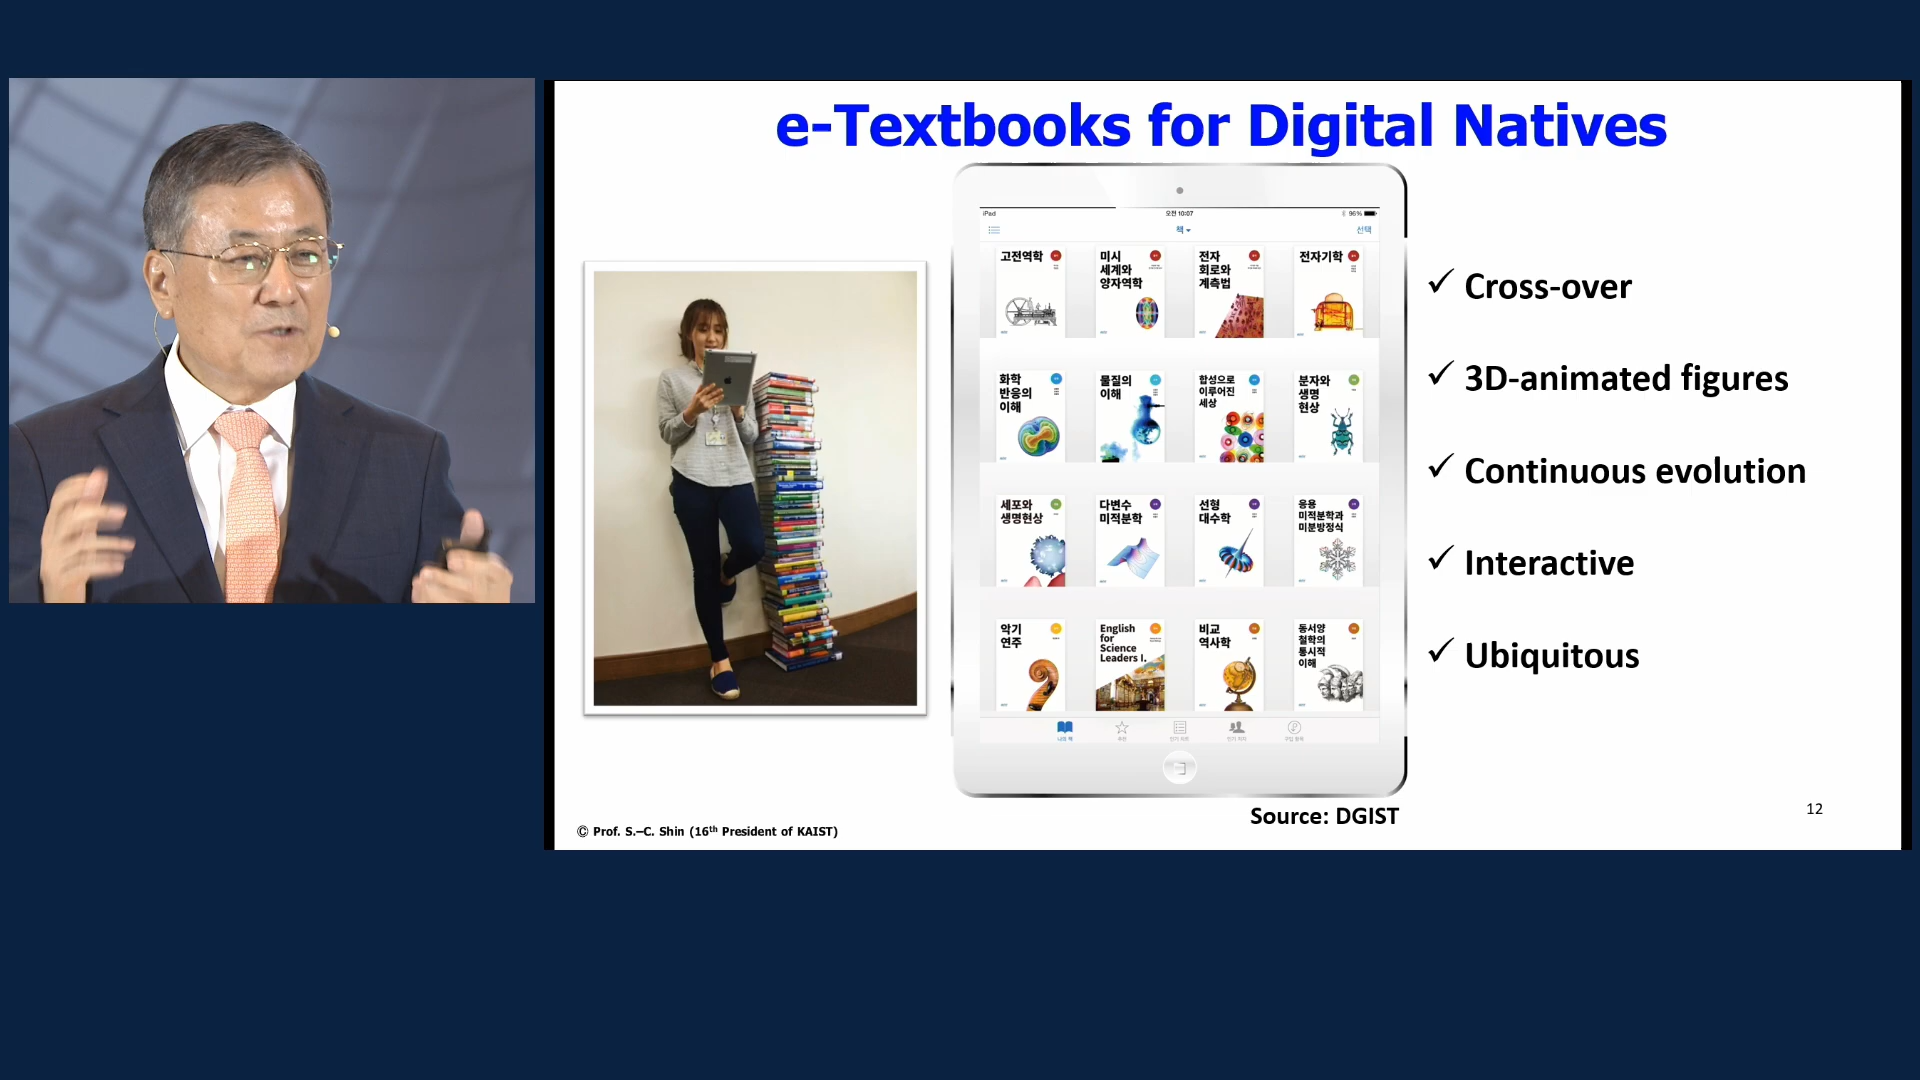 e-Textbooks for Digital Natives
iPad
오전 10:07
96%
책
선택
고전역학
미시
세계와
양자역학
전자
회로와
계측법
전자기학
화학
반응의
이해
물질의
이해
합성으로
이루어진
세상
분자와
생명
현상
세포와
생명현상
다변수
미적분학
선형
대수학
응용
미적분학과
미분방정식
악기
연주
English
for
Science
Leaders I.
비교
역사학
동서양
철학의
통시적
이해
나의 책
✓ Cross-over
✓ 3D-animated figures
✓ Continuous evolution
✓ Interactive
✓ Ubiquitous
Source: DGIST
12
© Prof. S.–C. Shin (16th President of KAIST)